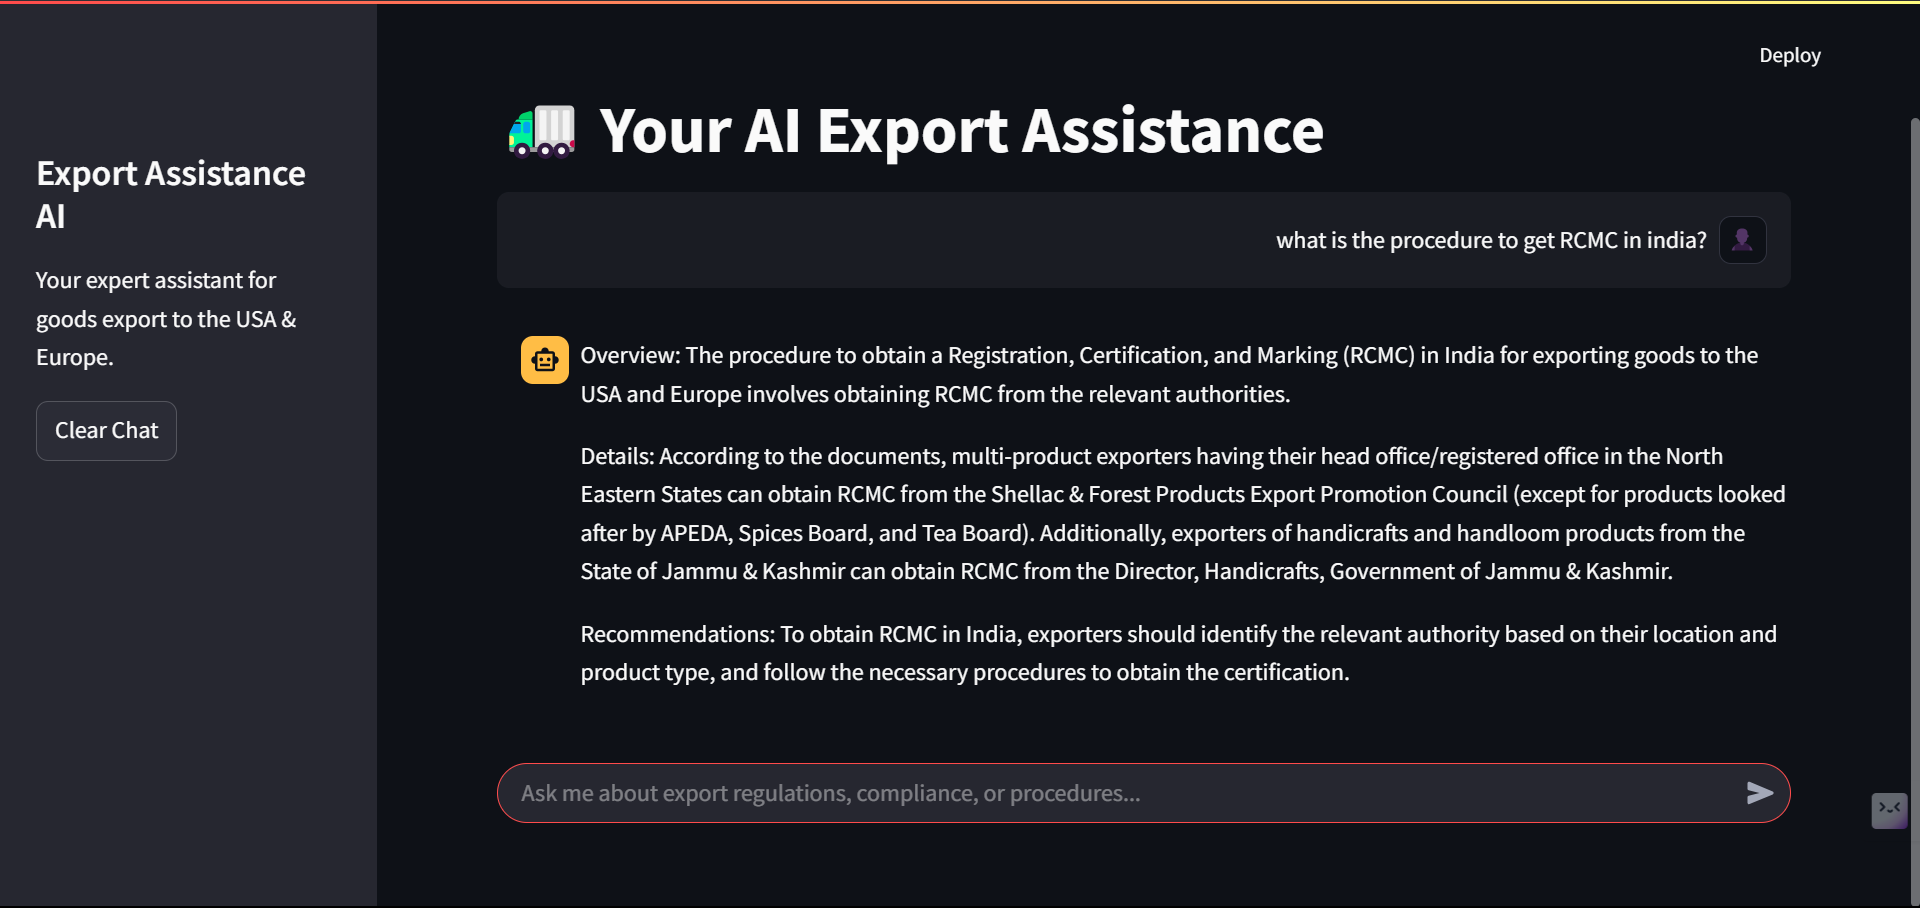 Deploy
Export Assistance
AI
Your expert assistant for
goods export to the USA &
Europe.
Clear Chat
Your AI Export Assistance
what is the procedure to get RCMC in india?
Overview: The procedure to obtain a Registration, Certification, and Marking (RCMC) in India for exporting goods to the
USA and Europe involves obtaining RCMC from the relevant authorities.
Details: According to the documents, multi-product exporters having their head office/registered office in the North
Eastern States can obtain RCMC from the Shellac & Forest Products Export Promotion Council (except for products looked
after by APEDA, Spices Board, and Tea Board). Additionally, exporters of handicrafts and handloom products from the
State of Jammu & Kashmir can obtain RCMC from the Director, Handicrafts, Government of Jammu & Kashmir.
Recommendations: To obtain RCMC in India, exporters should identify the relevant authority based on their location and
product type, and follow the necessary procedures to obtain the certification.
Ask me about export regulations, compliance, or procedures...